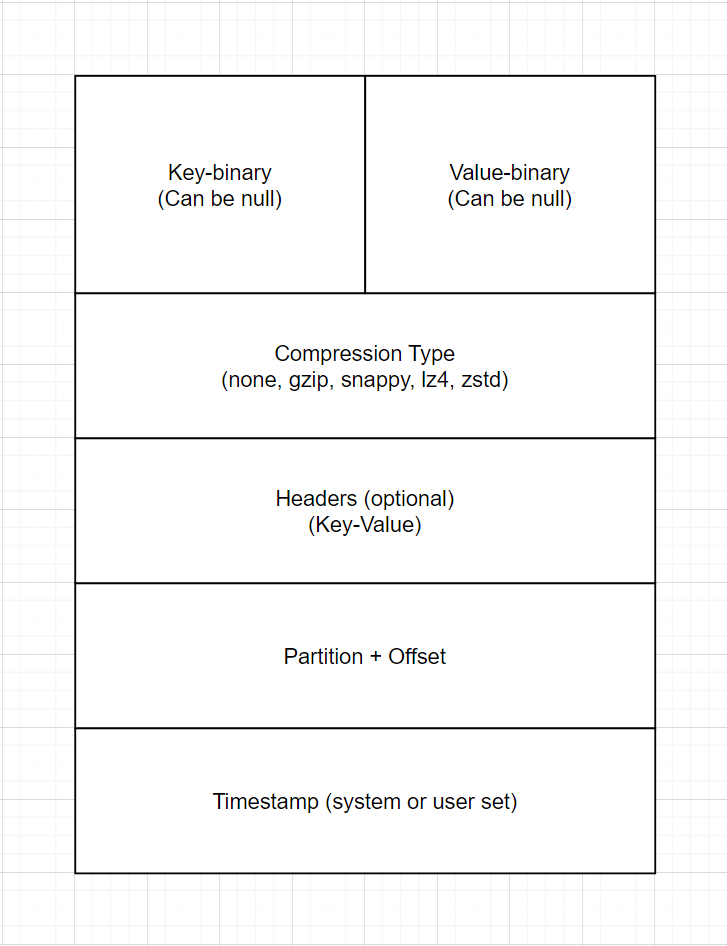 Key-binary
(Can be null)
Value-binary
(Can be null)
Compression Type
(none, gzip, snappy, lz4, zstd)
Headers (optional)
(Key-Value)
Partition + Offset
Timestamp (system or user set)